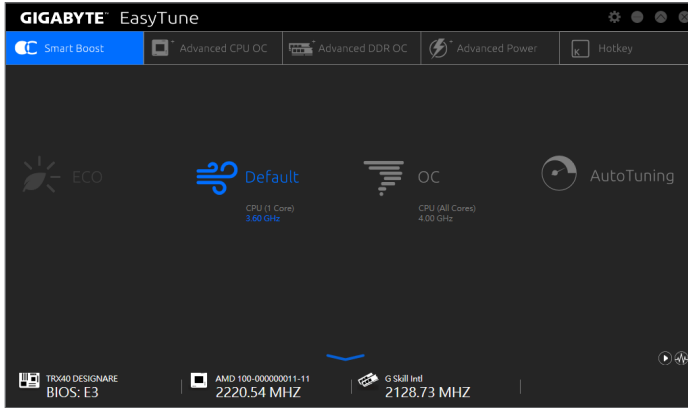 GIGABYTE™ EasyTune
Smart Boost
Advanced CPU OC
Advanced DDR OC
Advanced Power
K Hotkey
ECO
Default
OC
AutoTuning
CPU (1 Core)
3.60 GHz
CPU (All Cores)
4.00 GHz
TRX40 DESIGNARE
BIOS: E3
AMD 100-000000011-11
2220.54 MHZ
G Skill Intl
2128.73 MHZ